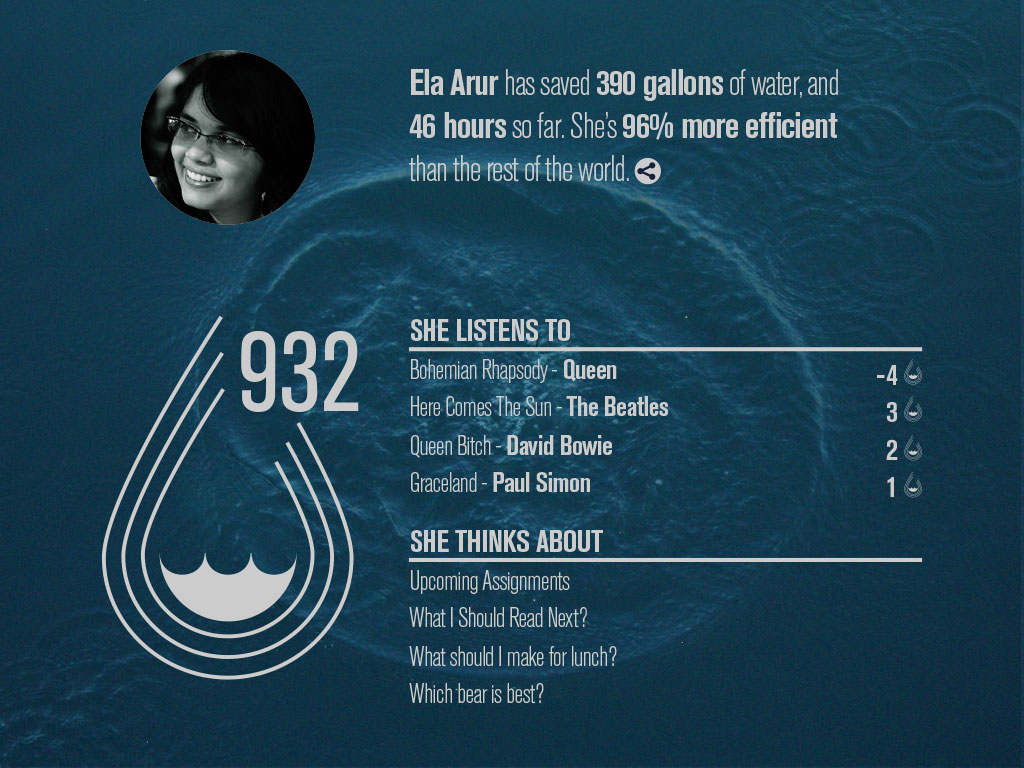 Ela Arur has saved 390 gallons of water, and
46 hours so far. She's 96% more efficient
than the rest of the world.
932
SHE LISTENS TO
Bohemian Rhapsody - Queen -4
Here Comes The Sun - The Beatles 3
Queen Bitch - David Bowie 2
Graceland - Paul Simon 1
SHE THINKS ABOUT
Upcoming Assignments
What I Should Read Next?
What should I make for lunch?
Which bear is best?